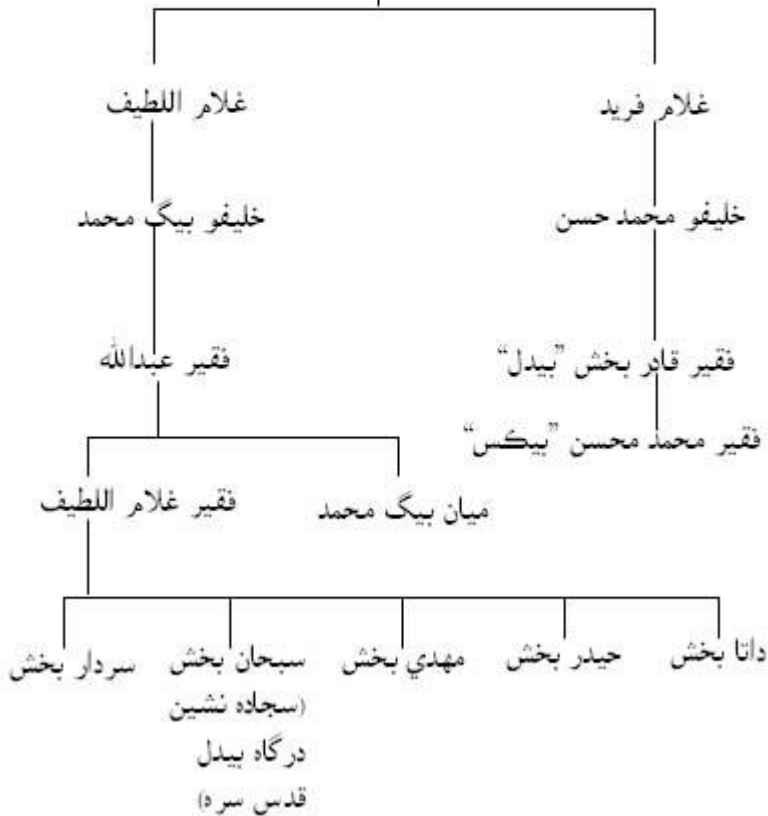 غلام فريد
غلام اللطيف
خليفو محمد حسن
خليفو بيگ محمد
فقير قادر بخش ”بيدل“
فقير عبدالله
فقير محمد محسن ”بيڪس“
ميان بيگ محمد
فقير غلام اللطيف
داتا بخش
حيدر بخش
مهدي بخش
سبحان بخش
(سجاده نشين
درگاه بيدل
قدس سره)
سردار بخش